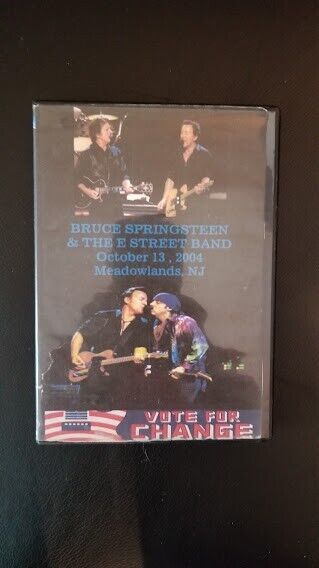 BRUCE SPRINGSTEEN
& THE E STREET BAND
October 13 , 2004
Meadowlands, NJ
VOTE FOR
CHANGE